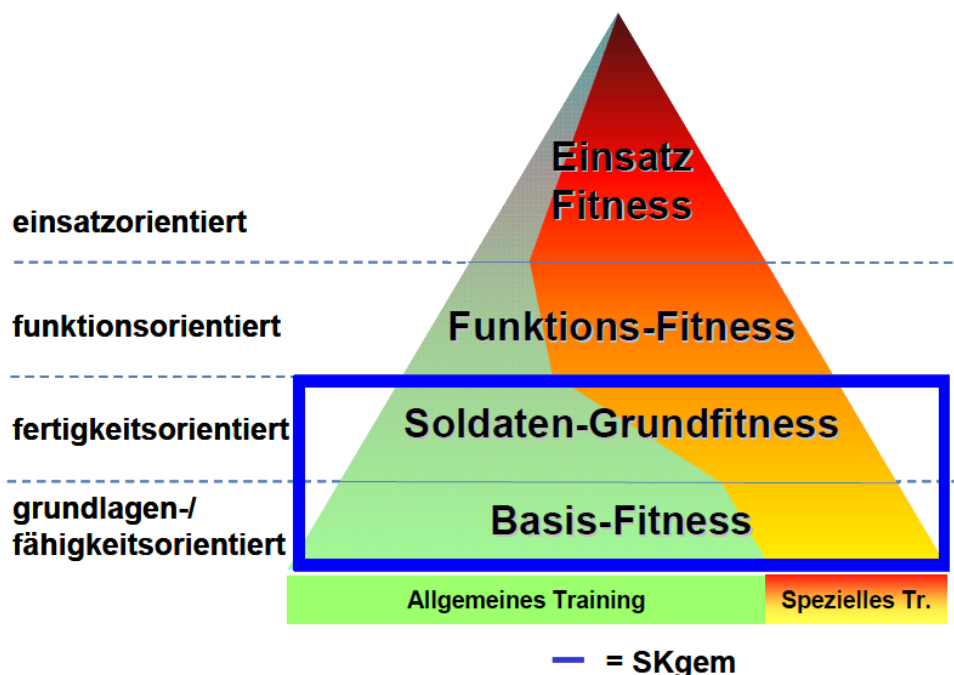 Einsatz
Fitness
einsatzorientiert
funktionsorientiert
Funktions-Fitness
fertigkeitsorientiert
Soldaten-Grundfitness
grundlagen-/
fähigkeitsorientiert
Basis-Fitness
Allgemeines Training
Spezielles Tr.
= SKgem